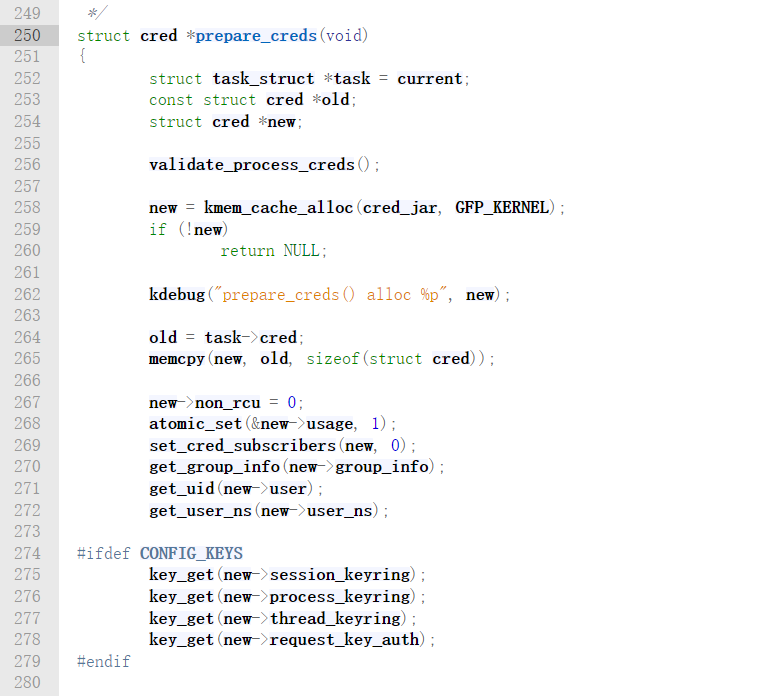 249  */
250 struct cred *prepare_creds(void)
251 {
252         struct task_struct *task = current;
253         const struct cred *old;
254         struct cred *new;
255
256         validate_process_creds();
257
258         new = kmem_cache_alloc(cred_jar, GFP_KERNEL);
259         if (!new)
260                 return NULL;
261
262         kdebug("prepare_creds() alloc %p", new);
263
264         old = task->cred;
265         memcpy(new, old, sizeof(struct cred));
266
267         new->non_rcu = 0;
268         atomic_set(&new->usage, 1);
269         set_cred_subscribers(new, 0);
270         get_group_info(new->group_info);
271         get_uid(new->user);
272         get_user_ns(new->user_ns);
273
274 #ifdef CONFIG_KEYS
275         key_get(new->session_keyring);
276         key_get(new->process_keyring);
277         key_get(new->thread_keyring);
278         key_get(new->request_key_auth);
279 #endif
280